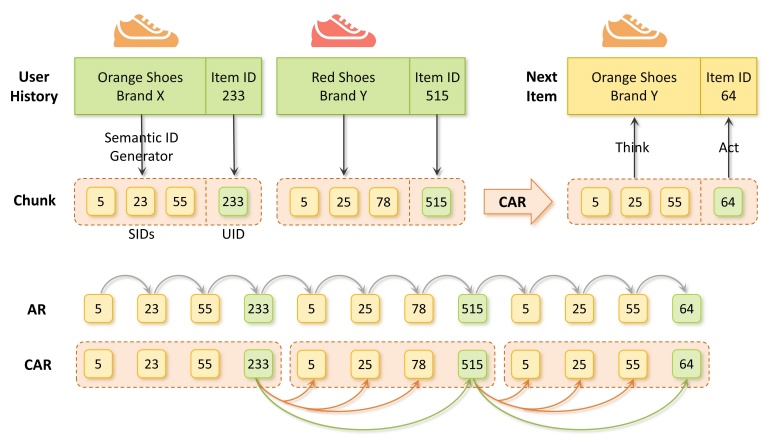 User
History
Orange Shoes
Brand X
Item ID
233
Red Shoes
Brand Y
Item ID
515
Next
Item
Orange Shoes
Brand Y
Item ID
64
Semantic ID
Generator
Think
Act
Chunk
5 23 55 233
5 25 78 515
CAR
5 25 55 64
SIDs
UID
AR
5 23 55 233 5 25 78 515 5 25 55 64
CAR
5 23 55 233 5 25 78 515 5 25 55 64